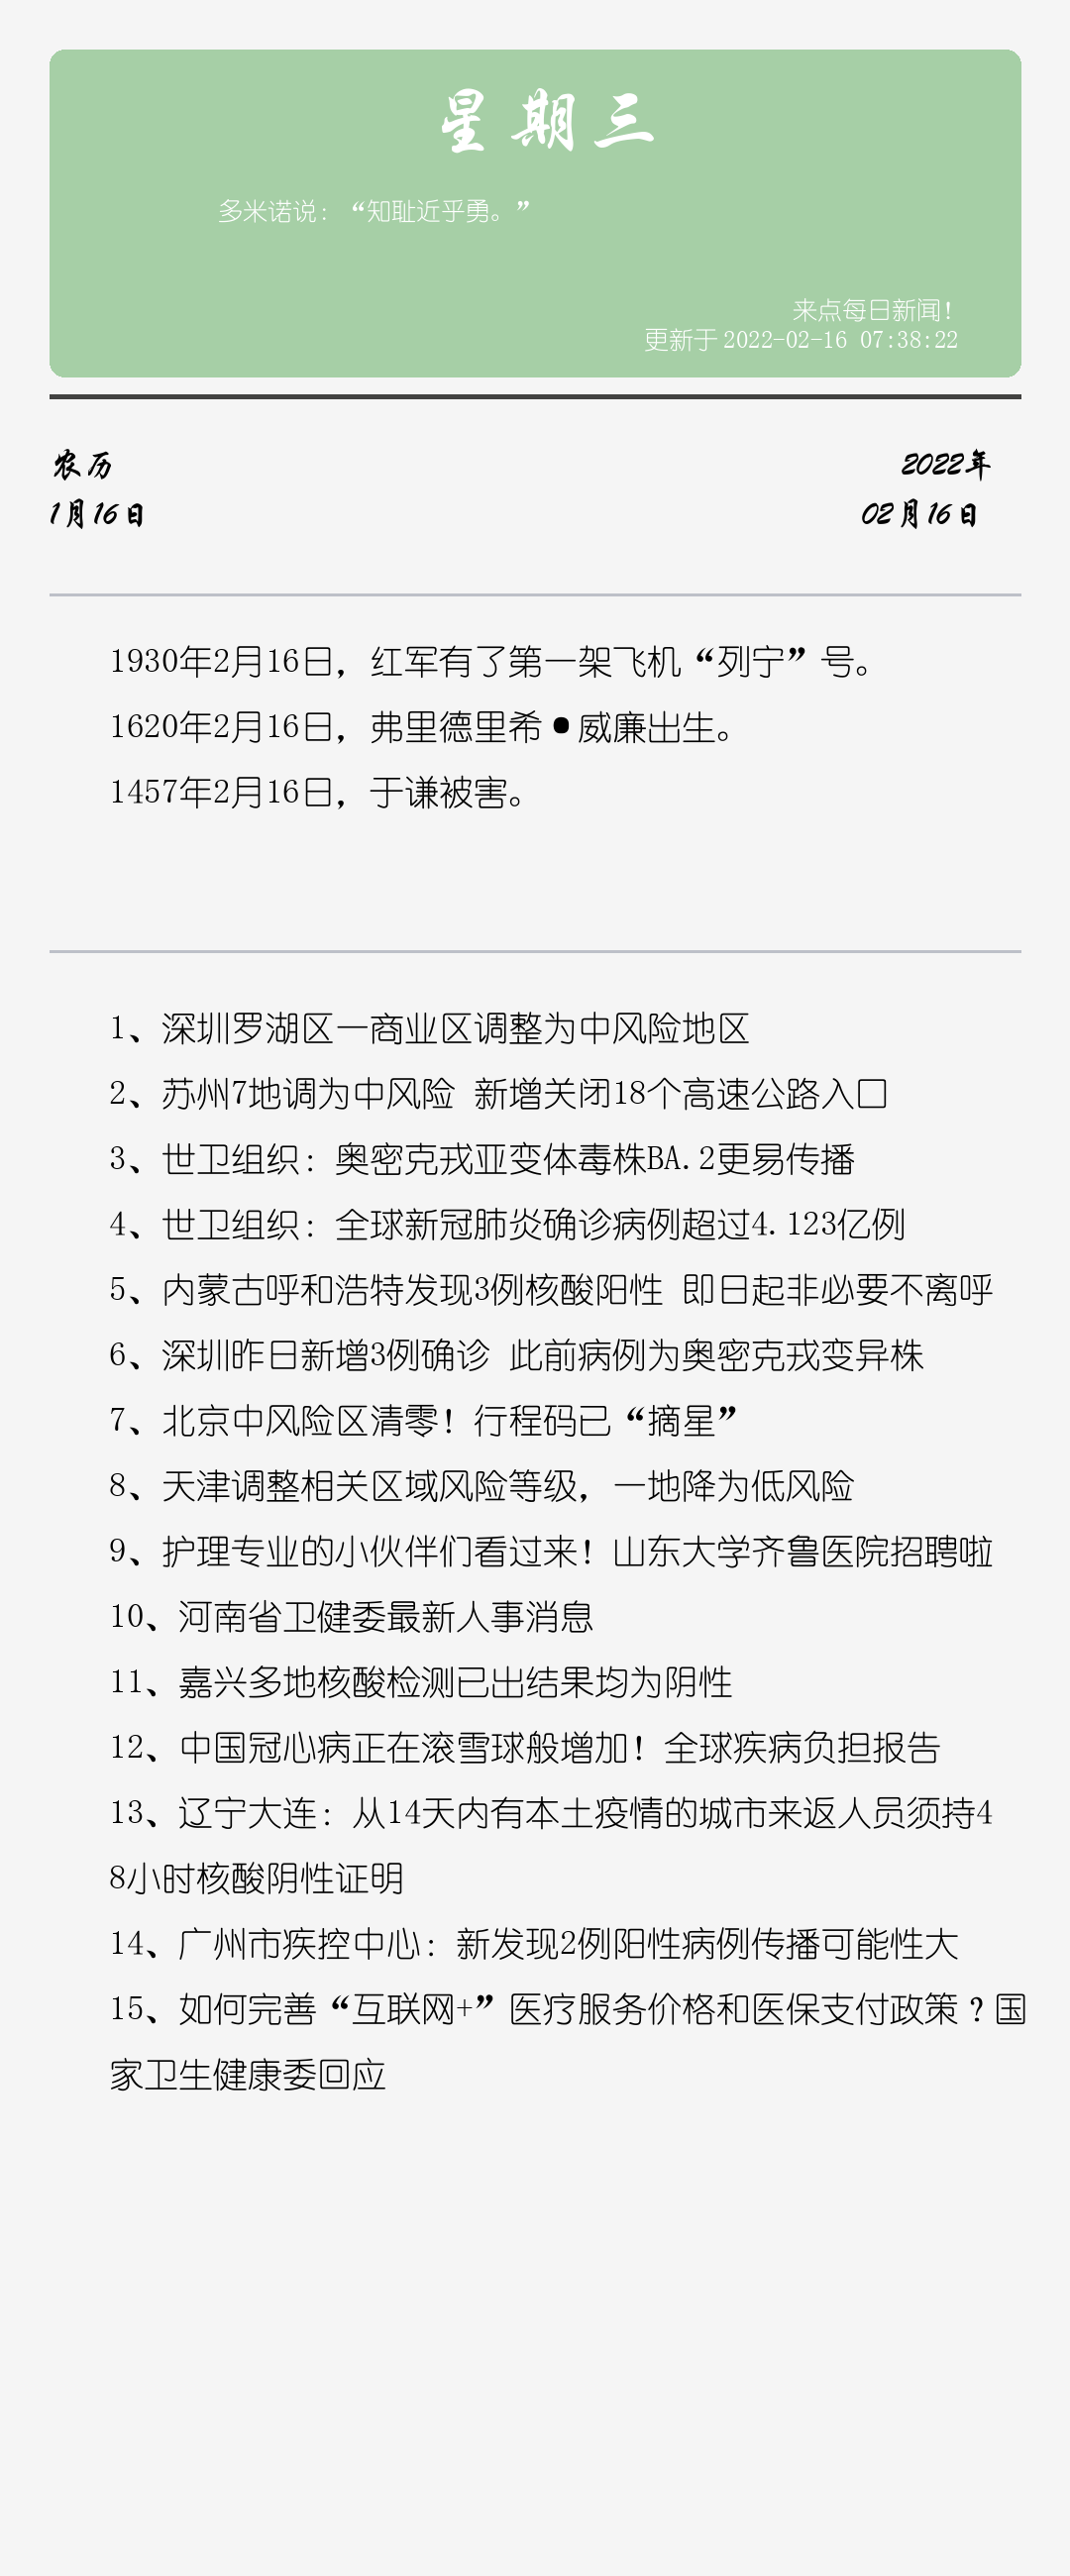 星期三
多米诺说：“知耻近乎勇。”
来点每日新闻！
更新于 2022-02-16 07:38:22
农历
2022年
1月16日
02月16日
1930年2月16日，红军有了第一架飞机“列宁”号。
1620年2月16日，弗里德里希•威廉出生。
1457年2月16日，于谦被害。
1、深圳罗湖区一商业区调整为中风险地区
2、苏州7地调为中风险 新增关闭18个高速公路入口
3、世卫组织：奥密克戎亚变体毒株BA.2更易传播
4、世卫组织：全球新冠肺炎确诊病例超过4.123亿例
5、内蒙古呼和浩特发现3例核酸阳性 即日起非必要不离呼
6、深圳昨日新增3例确诊 此前病例为奥密克戎变异株
7、北京中风险区清零！行程码已“摘星”
8、天津调整相关区域风险等级，一地降为低风险
9、护理专业的小伙伴们看过来！山东大学齐鲁医院招聘啦
10、河南省卫健委最新人事消息
11、嘉兴多地核酸检测已出结果均为阴性
12、中国冠心病正在滚雪球般增加！全球疾病负担报告
13、辽宁大连：从14天内有本土疫情的城市来返人员须持4
8小时核酸阴性证明
14、广州市疾控中心：新发现2例阳性病例传播可能性大
15、如何完善“互联网+”医疗服务价格和医保支付政策？国
家卫生健康委回应